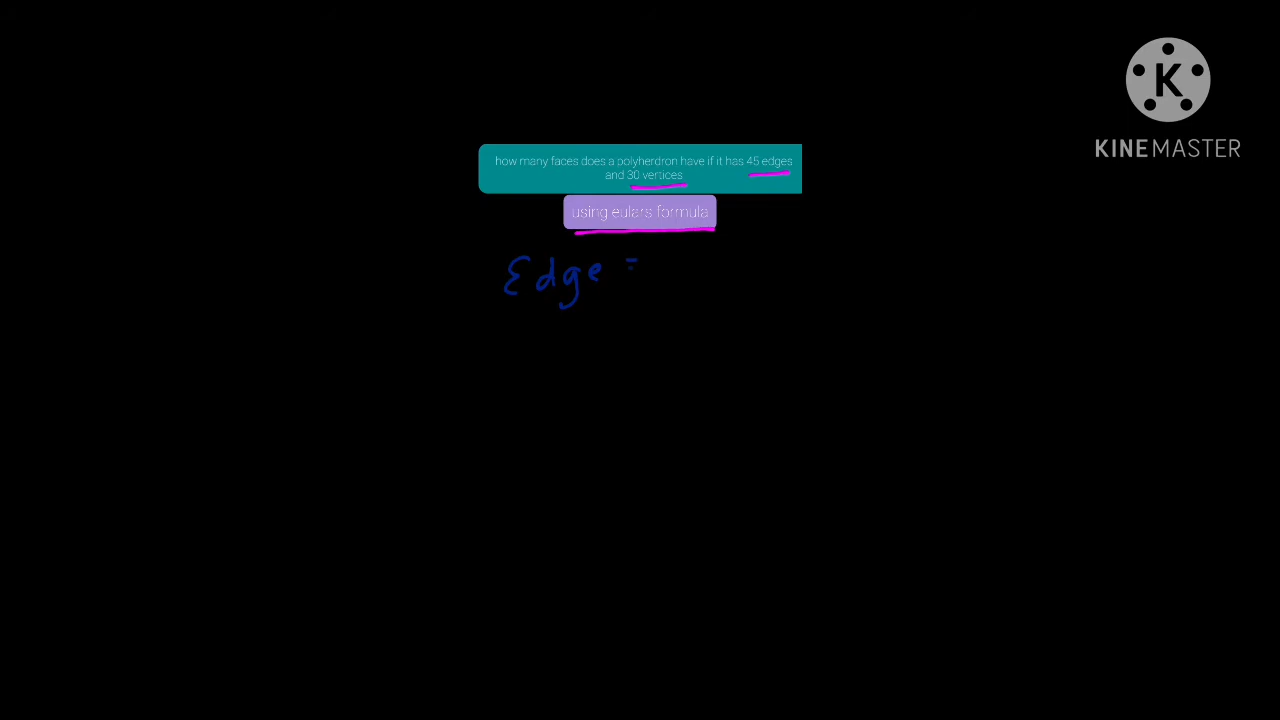 KINEMASTER
how many faces does a polyherdron have if it has 45 edges
and 30 vertices
using eulars formula
Edge =